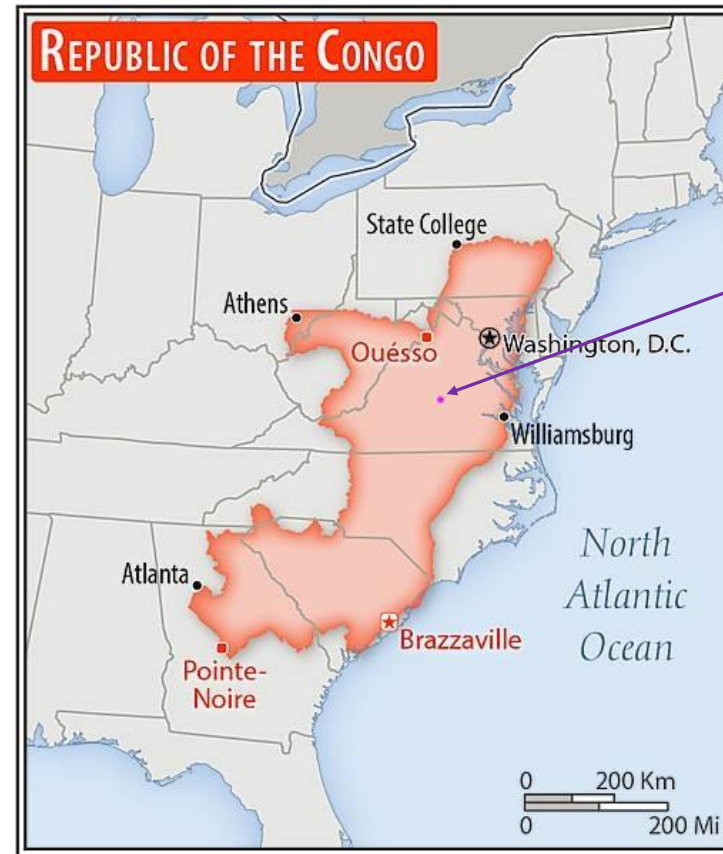 REPUBLIC OF THE CONGO
State College
Athens
Ouésso
Washington, D.C.
Williamsburg
North
Atlantic
Ocean
Atlanta
Brazzaville
Pointe-
Noire
0 200 Km
0 200 Mi